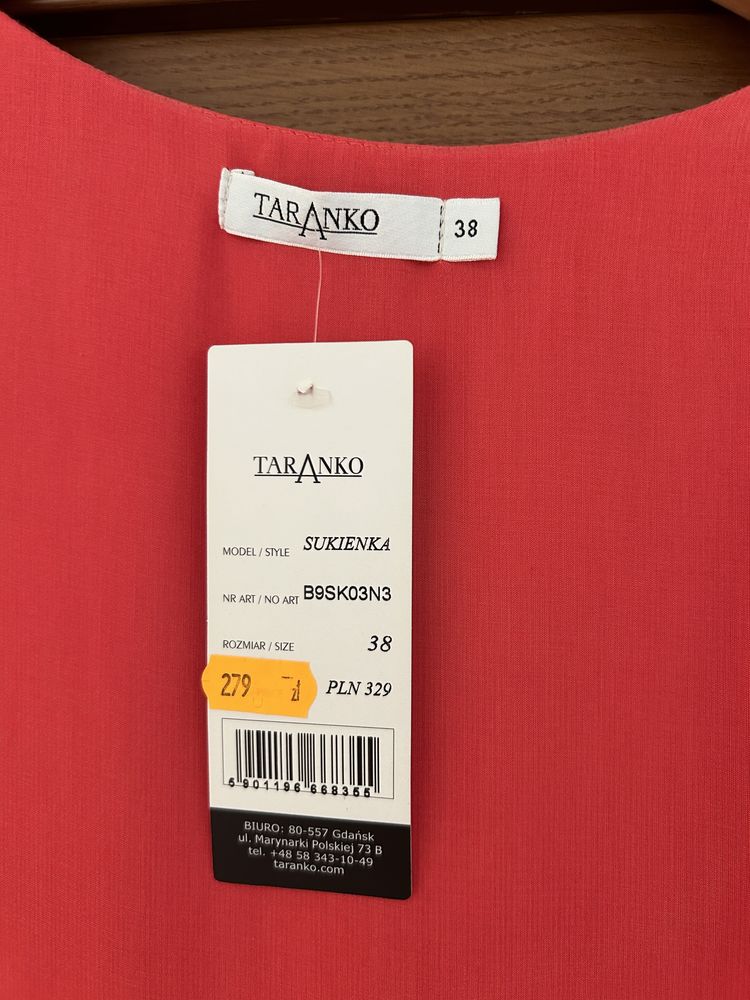 TARANKO
38
TARANKO
MODEL / STYLE SUKIENKA
NR ART / NO ART B9SK03N3
ROZMIAR / SIZE 38
279 zł PLN 329
5 901196 668355
BIURO: 80-557 Gdańsk
ul. Marynarki Polskiej 73 B
tel. +48 58 343-10-49
taranko.com